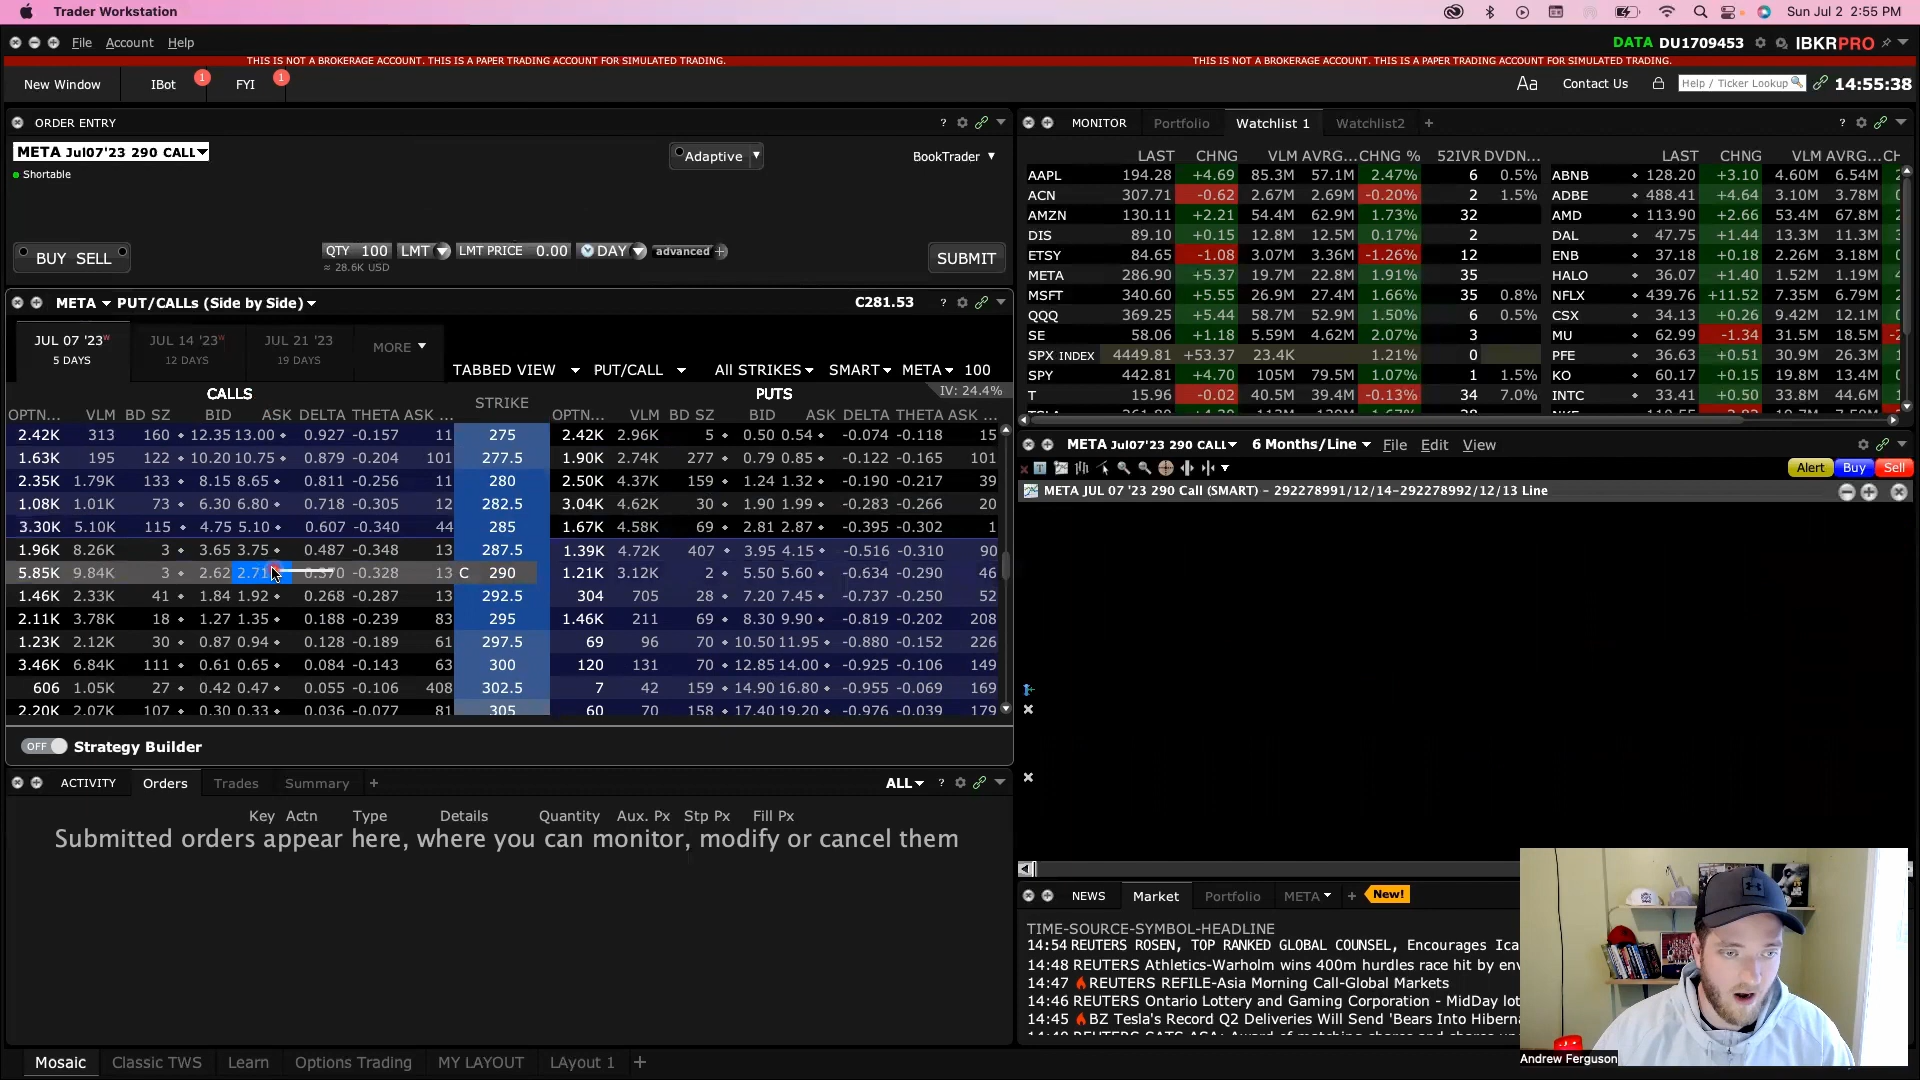 Trader Workstation Sun Jul 2 2:55 PM
File Account Help DATA DU1709453 IBKRPRO
THIS IS NOT A BROKERAGE ACCOUNT. THIS IS A PAPER TRADING ACCOUNT FOR SIMULATED TRADING. THIS IS NOT A BROKERAGE ACCOUNT. THIS IS A PAPER TRADING ACCOUNT FOR SIMULATED TRADING.
New Window IBot 1 FYI 1 Aa Contact Us Help / Ticker Lookup 14:55:38
ORDER ENTRY ?
META Jul07'23 290 CALL Adaptive BookTrader
Shortable
BUY SELL QTY 100 LMT LMT PRICE 0.00 DAY advanced + SUBMIT
≈ 28.6K USD
META PUT/CALLs (Side by Side) C281.53 ?
JUL 07 '23W JUL 14 '23W JUL 21 '23 MORE
5 DAYS 12 DAYS 19 DAYS
TABBED VIEW PUT/CALL All STRIKES SMART META 100
CALLS PUTS IV: 24.4%
OPTN... VLM BD SZ BID ASK DELTA THETA ASK ... STRIKE OPTN... VLM BD SZ BID ASK DELTA THETA ASK ...
2.42K 313 160 12.35 13.00 0.927 -0.157 11 275 2.42K 2.96K 5 0.50 0.54 -0.074 -0.118 15
1.63K 195 122 10.20 10.75 0.879 -0.204 101 277.5 1.90K 2.74K 277 0.79 0.85 -0.122 -0.165 101
2.35K 1.79K 133 8.15 8.65 0.811 -0.256 11 280 2.50K 4.37K 159 1.24 1.32 -0.190 -0.217 39
1.08K 1.01K 73 6.30 6.80 0.718 -0.305 12 282.5 3.04K 4.62K 30 1.90 1.99 -0.283 -0.266 20
3.30K 5.10K 115 4.75 5.10 0.607 -0.340 44 285 1.67K 4.58K 69 2.81 2.87 -0.395 -0.302 1
1.96K 8.26K 3 3.65 3.75 0.487 -0.348 13 287.5 1.39K 4.72K 407 3.95 4.15 -0.516 -0.310 90
5.85K 9.84K 3 2.62 2.71 0.370 -0.328 13 C 290 1.21K 3.12K 2 5.50 5.60 -0.634 -0.290 46
1.46K 2.33K 41 1.84 1.92 0.268 -0.287 13 292.5 304 705 28 7.20 7.45 -0.737 -0.250 52
2.11K 3.78K 18 1.27 1.35 0.188 -0.239 83 295 1.46K 211 69 8.30 9.90 -0.819 -0.202 208
1.23K 2.12K 30 0.87 0.94 0.128 -0.189 61 297.5 69 96 70 10.50 11.95 -0.880 -0.152 226
3.46K 6.84K 111 0.61 0.65 0.084 -0.143 63 300 120 131 70 12.85 14.00 -0.925 -0.106 149
606 1.05K 27 0.42 0.47 0.055 -0.106 408 302.5 7 42 159 14.90 16.80 -0.955 -0.069 169
2.20K 2.07K 107 0.30 0.33 0.036 -0.077 81 305 60 70 158 17.40 19.20 -0.976 -0.039 179
OFF Strategy Builder
ACTIVITY Orders Trades Summary + ALL ?
Key Actn Type Details Quantity Aux. Px Stp Px Fill Px
Submitted orders appear here, where you can monitor, modify or cancel them
Mosaic Classic TWS Learn Options Trading MY LAYOUT LAyout 1 +
MONITOR Portfolio Watchlist 1 Watchlist2 + ?
LAST CHNG VLM AVRG... CHNG % 52IVR DVDN... LAST CHNG VLM AVRG... CH
AAPL 194.28 +4.69 85.3M 57.1M 2.47% 6 0.5% ABNB 128.20 +3.10 4.60M 6.54M
ACN 307.71 -0.62 2.67M 2.69M -0.20% 2 1.5% ADBE 488.41 +4.64 3.10M 3.78M
AMZN 130.11 +2.21 54.4M 62.9M 1.73% 32 AMD 113.90 +2.66 53.4M 67.8M
DIS 89.10 +0.15 12.8M 12.5M 0.17% 2 DAL 47.75 +1.44 13.3M 11.3M
ETSY 84.65 -1.08 3.07M 3.36M -1.26% 12 ENB 37.18 +0.18 2.26M 3.18M
META 286.90 +5.37 19.7M 22.8M 1.91% 35 HALO 36.07 +1.40 1.52M 1.19M
MSFT 340.60 +5.55 26.9M 27.4M 1.66% 35 0.8% NFLX 439.76 +11.52 7.35M 6.79M
QQQ 369.25 +5.44 58.7M 52.9M 1.50% 6 0.5% CSX 34.13 +0.26 9.42M 12.1M
SE 58.06 +1.18 5.59M 4.62M 2.07% 3 MU 62.99 -1.34 31.5M 18.5M
SPX INDEX 4449.81 +53.37 23.4K 1.21% 0 PFE 36.63 +0.51 30.9M 26.3M
SPY 442.81 +4.70 105M 79.5M 1.07% 1 1.5% KO 60.17 +0.15 19.8M 13.4M
T 15.96 -0.02 40.5M 39.4M -0.13% 34 7.0% INTC 33.41 +0.50 33.8M 44.6M
META Jul07'23 290 CALL 6 Months/Line File Edit View
Alert Buy Sell
META JUL 07 '23 290 Call (SMART) - 292278991/12/14-292278992/12/13 Line
NEWS Market Portfolio META + New!
TIME-SOURCE-SYMBOL-HEADLINE
14:54 REUTERS ROSEN, TOP RANKED GLOBAL COUNSEL, Encourages Ica
14:48 REUTERS Athletics-Warholm wins 400m hurdles race hit by env
14:47 REUTERS REFILE-Asia Morning Call-Global Markets
14:46 REUTERS Ontario Lottery and Gaming Corporation - MidDay lot
14:45 BZ Tesla's Record Q2 Deliveries Will Send 'Bears Into Hiberna
Andrew Ferguson